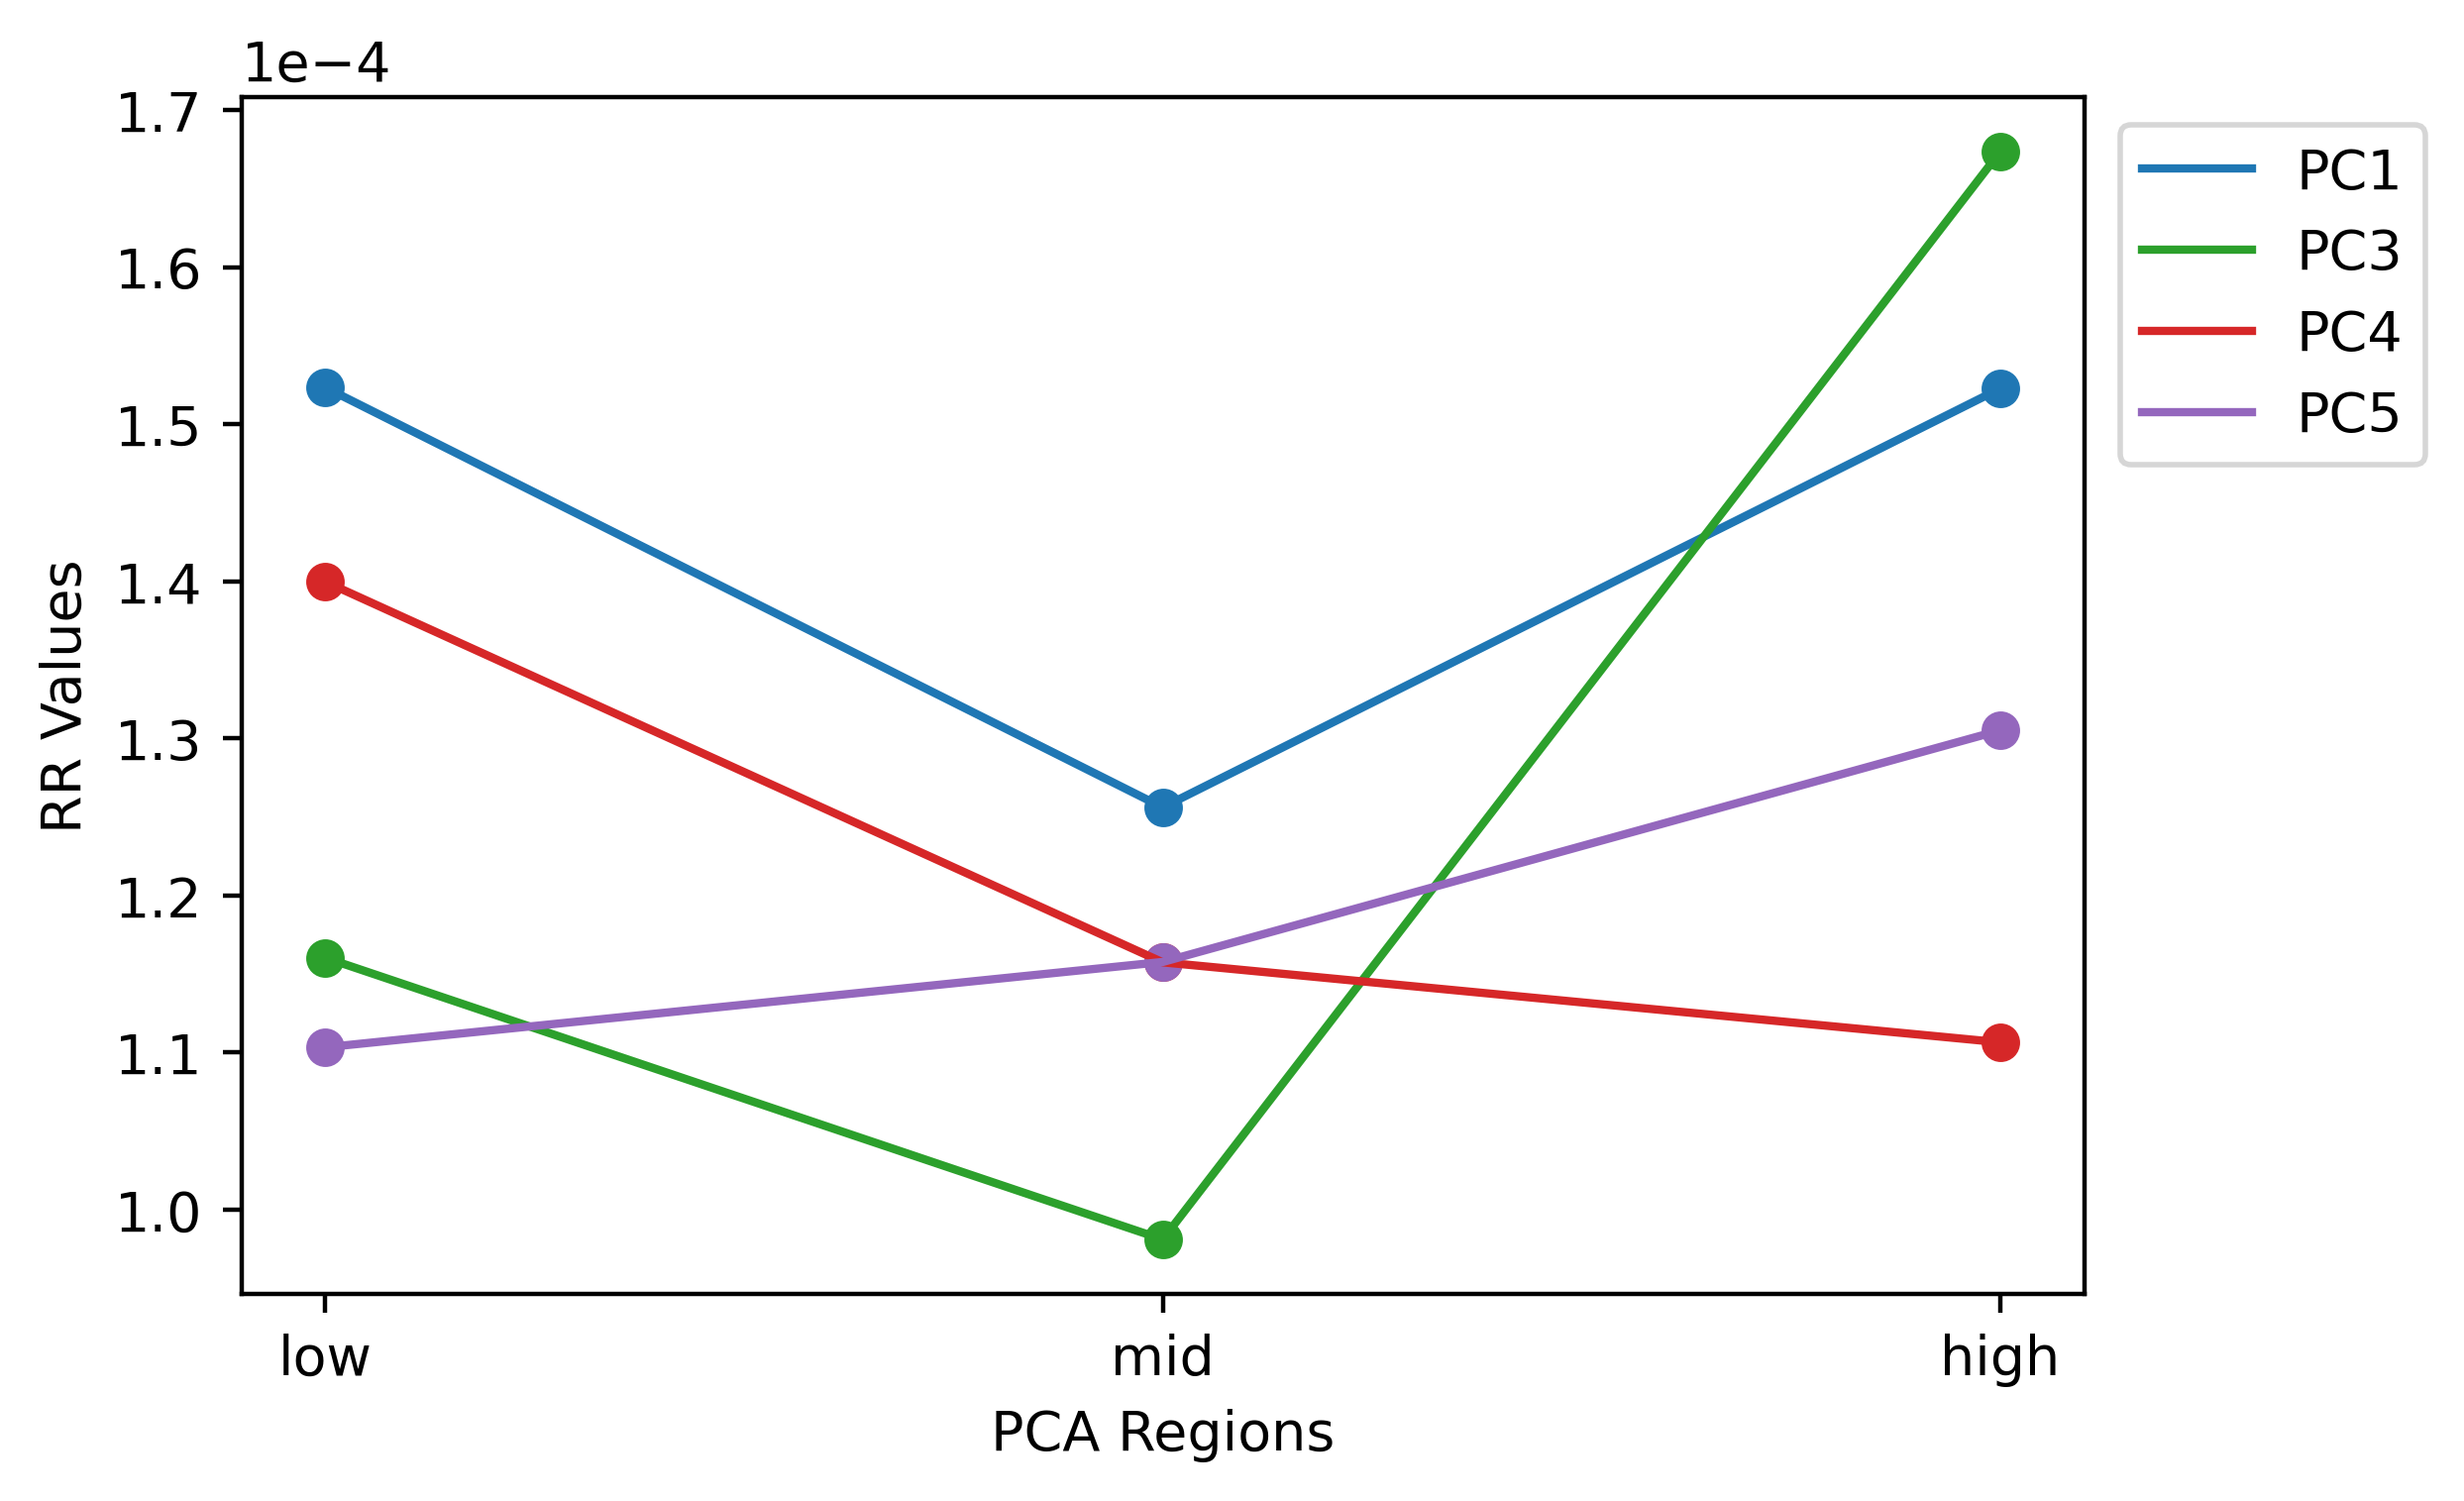 1e−4
1.7
1.6
1.5
1.4
1.3
1.2
1.1
1.0
RR Values
low mid high
PCA Regions
PC1
PC3
PC4
PC5